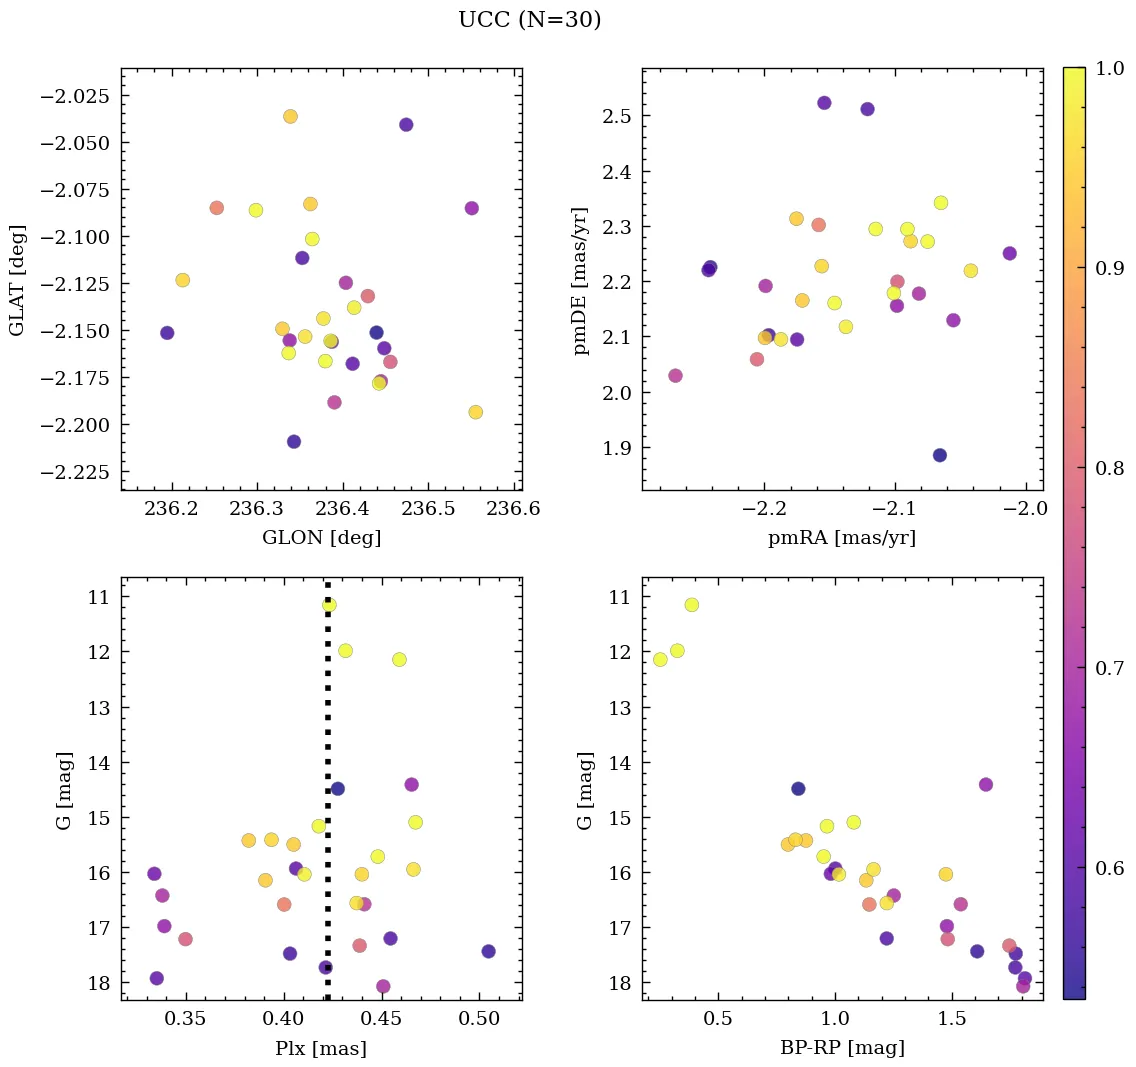 UCC (N=30)
−2.025
−2.050
−2.075
−2.100
−2.125
−2.150
−2.175
−2.200
−2.225
GLAT [deg]
236.2 236.3 236.4 236.5 236.6
GLON [deg]
2.5
2.4
2.3
2.2
2.1
2.0
1.9
pmDE [mas/yr]
−2.2 −2.1 −2.0
pmRA [mas/yr]
11
12
13
14
15
16
17
18
G [mag]
0.35 0.40 0.45 0.50
Plx [mas]
11
12
13
14
15
16
17
18
G [mag]
0.5 1.0 1.5
BP-RP [mag]
1.0
0.9
0.8
0.7
0.6